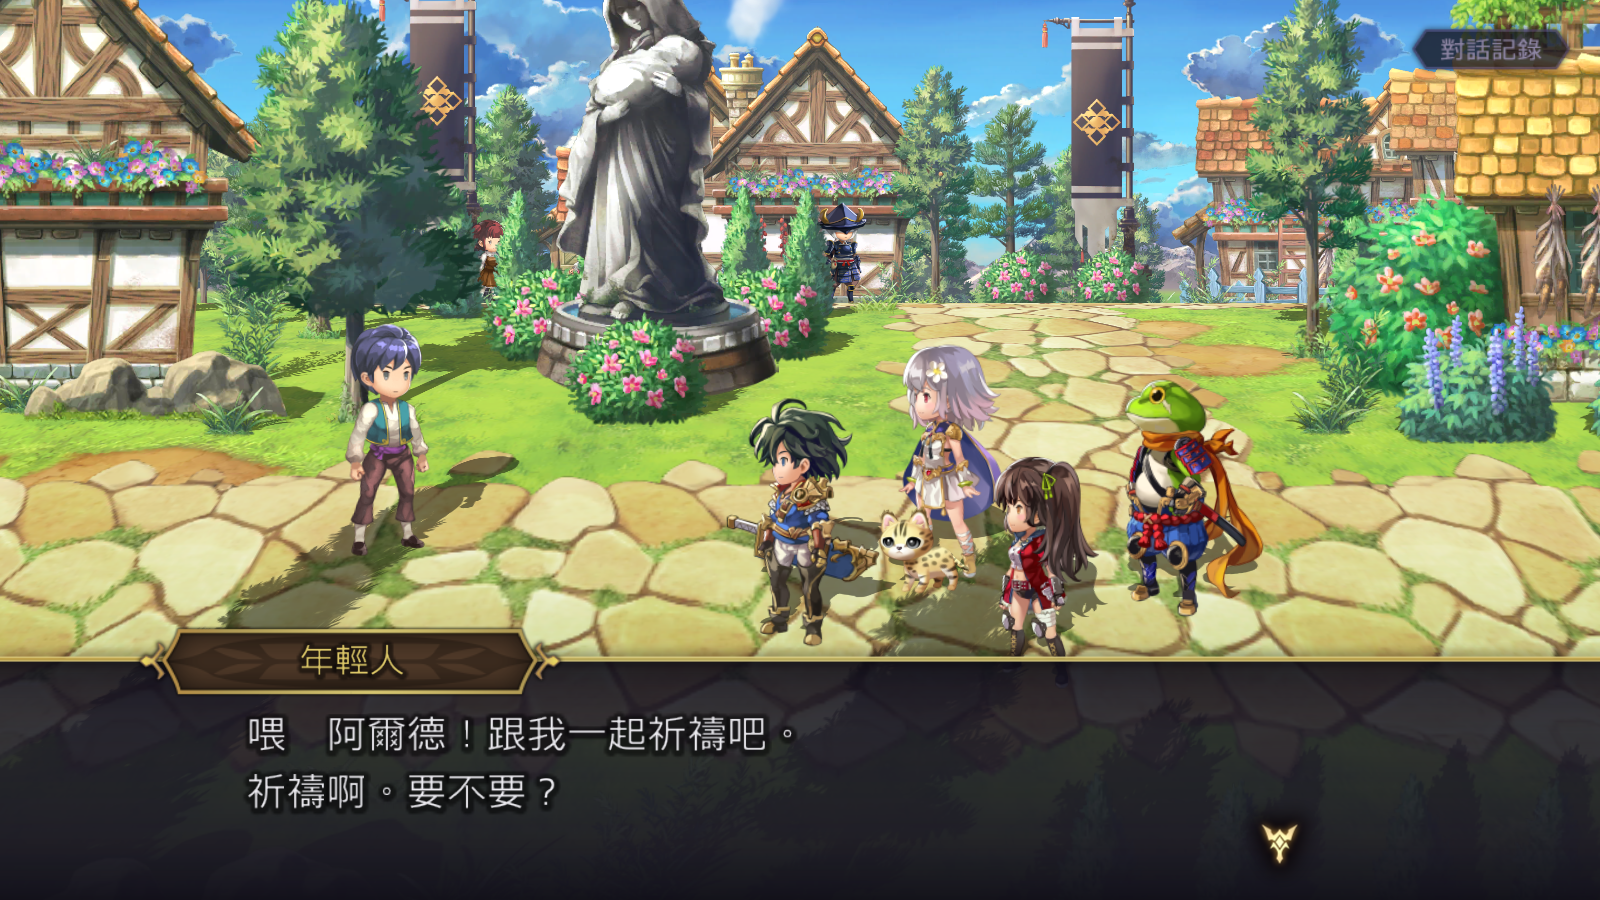 對話記錄
年輕人
喂　阿爾德！跟我一起祈禱吧。
祈禱啊。要不要？